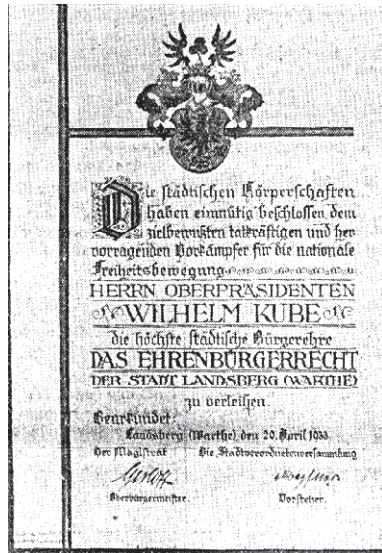 Die städtischen Körperschaften
haben einmütig beschlossen, dem
zielbewußten tatkräftigen und her
vorragenden Vorkämpfer für die nationale
Freiheitsbewegung
HERRN OBERPRÄSIDENTEN
WILHELM KUBE
die höchste städtische Bürgerehre
DAS EHRENBÜRGERRECHT
DER STADT LANDSBERG (WARTHE)
zu verleihen.
Beurkundet:
Landsberg (Warthe), den 20. April 1933
Der Magistrat Die Stadtverordnetenversammlung
Gerloff
Oberbürgermeister. Vorsteher.